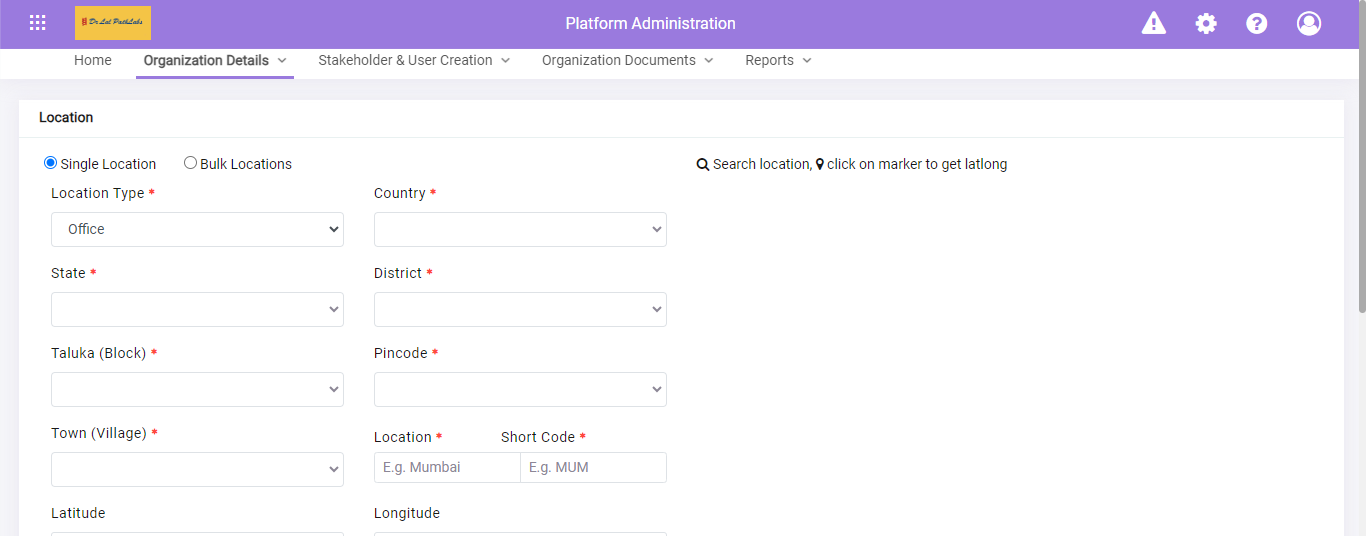 Dr Lal PathLabs
Platform Administration
Home
Organization Details
Stakeholder & User Creation
Organization Documents
Reports
Location
Single Location
Bulk Locations
Search location, click on marker to get latlong
Location Type *
Country *
Office
State *
District *
Taluka (Block) *
Pincode *
Town (Village) *
Location *
Short Code *
E.g. Mumbai
E.g. MUM
Latitude
Longitude